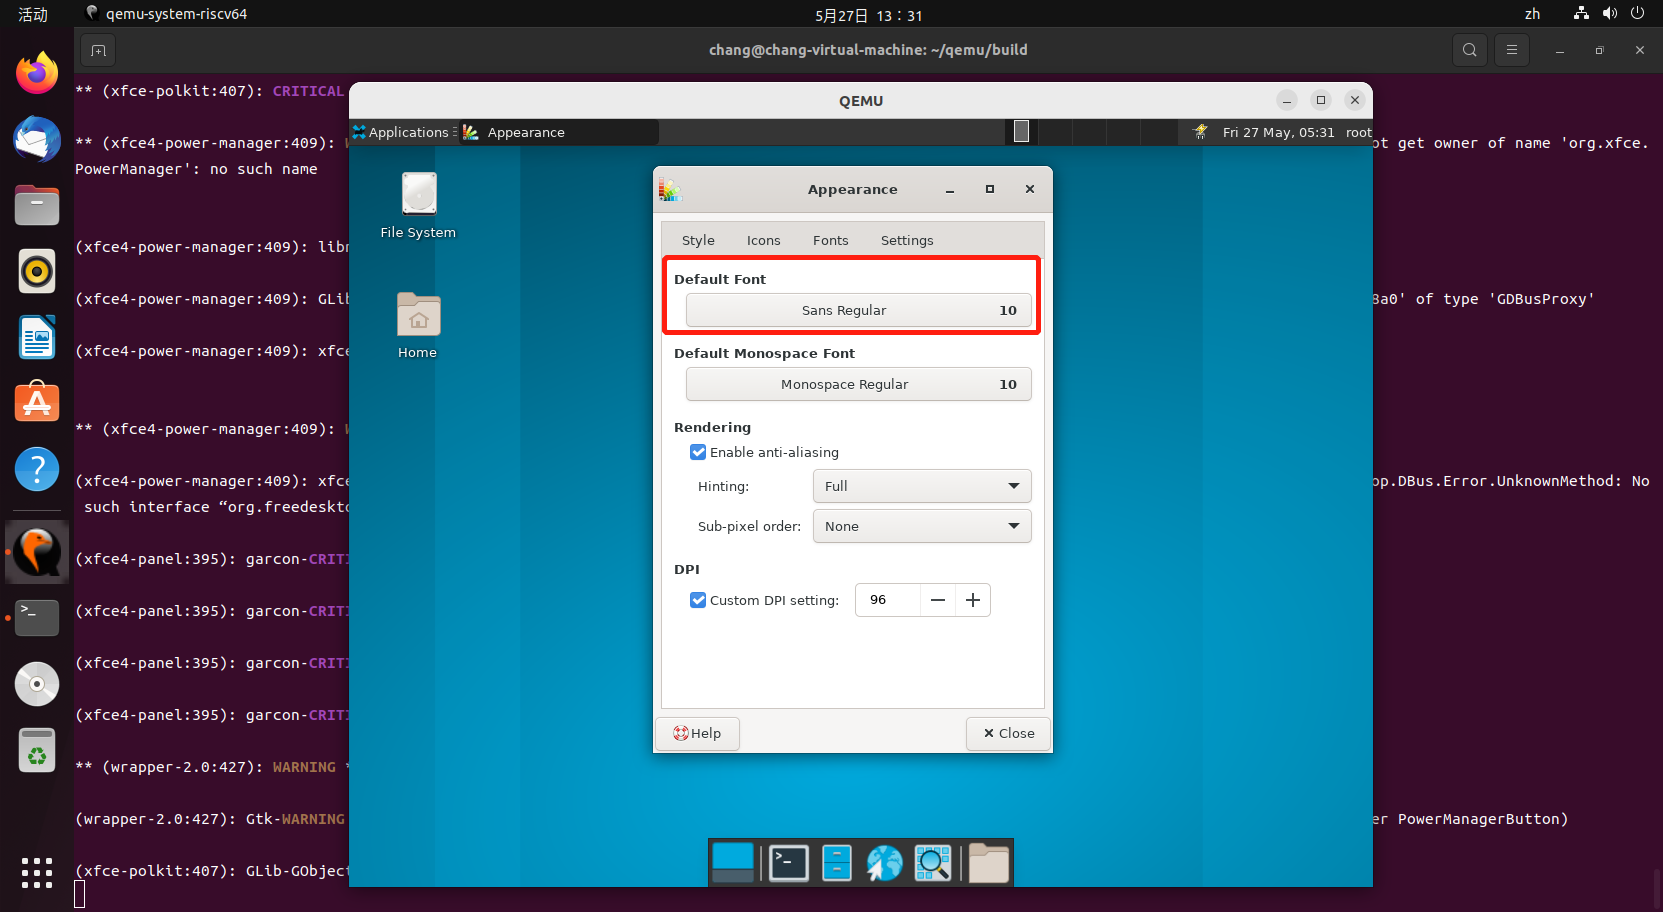 活动
qemu-system-riscv64
5月27日 13：31
zh
chang@chang-virtual-machine: ~/qemu/build
** (xfce-polkit:407): CRITICAL
** (xfce4-power-manager:409):
ot get owner of name 'org.xfce.
PowerManager': no such name
(xfce4-power-manager:409):
(xfce4-power-manager:409): GLib
8a0' of type 'GDBusProxy'
(xfce4-power-manager:409): xfce
** (xfce4-power-manager:409):
(xfce4-power-manager:409): xfce
op.DBus.Error.UnknownMethod: No
such interface “org.freedeskto
(xfce4-panel:395): garcon-CRITI
(xfce4-panel:395): garcon-CRITI
(xfce4-panel:395): garcon-CRITI
(xfce4-panel:395): garcon-CRITI
** (wrapper-2.0:427): WARNING *
(wrapper-2.0:427): Gtk-WARNING
er PowerManagerButton)
(xfce-polkit:407): GLib-GObject
QEMU
Applications
Appearance
Fri 27 May, 05:31
root
File System
Home
Appearance
Style Icons Fonts Settings
Default Font
Sans Regular 10
Default Monospace Font
Monospace Regular 10
Rendering
Enable anti-aliasing
Hinting: Full
Sub-pixel order: None
DPI
Custom DPI setting: 96
Help
Close